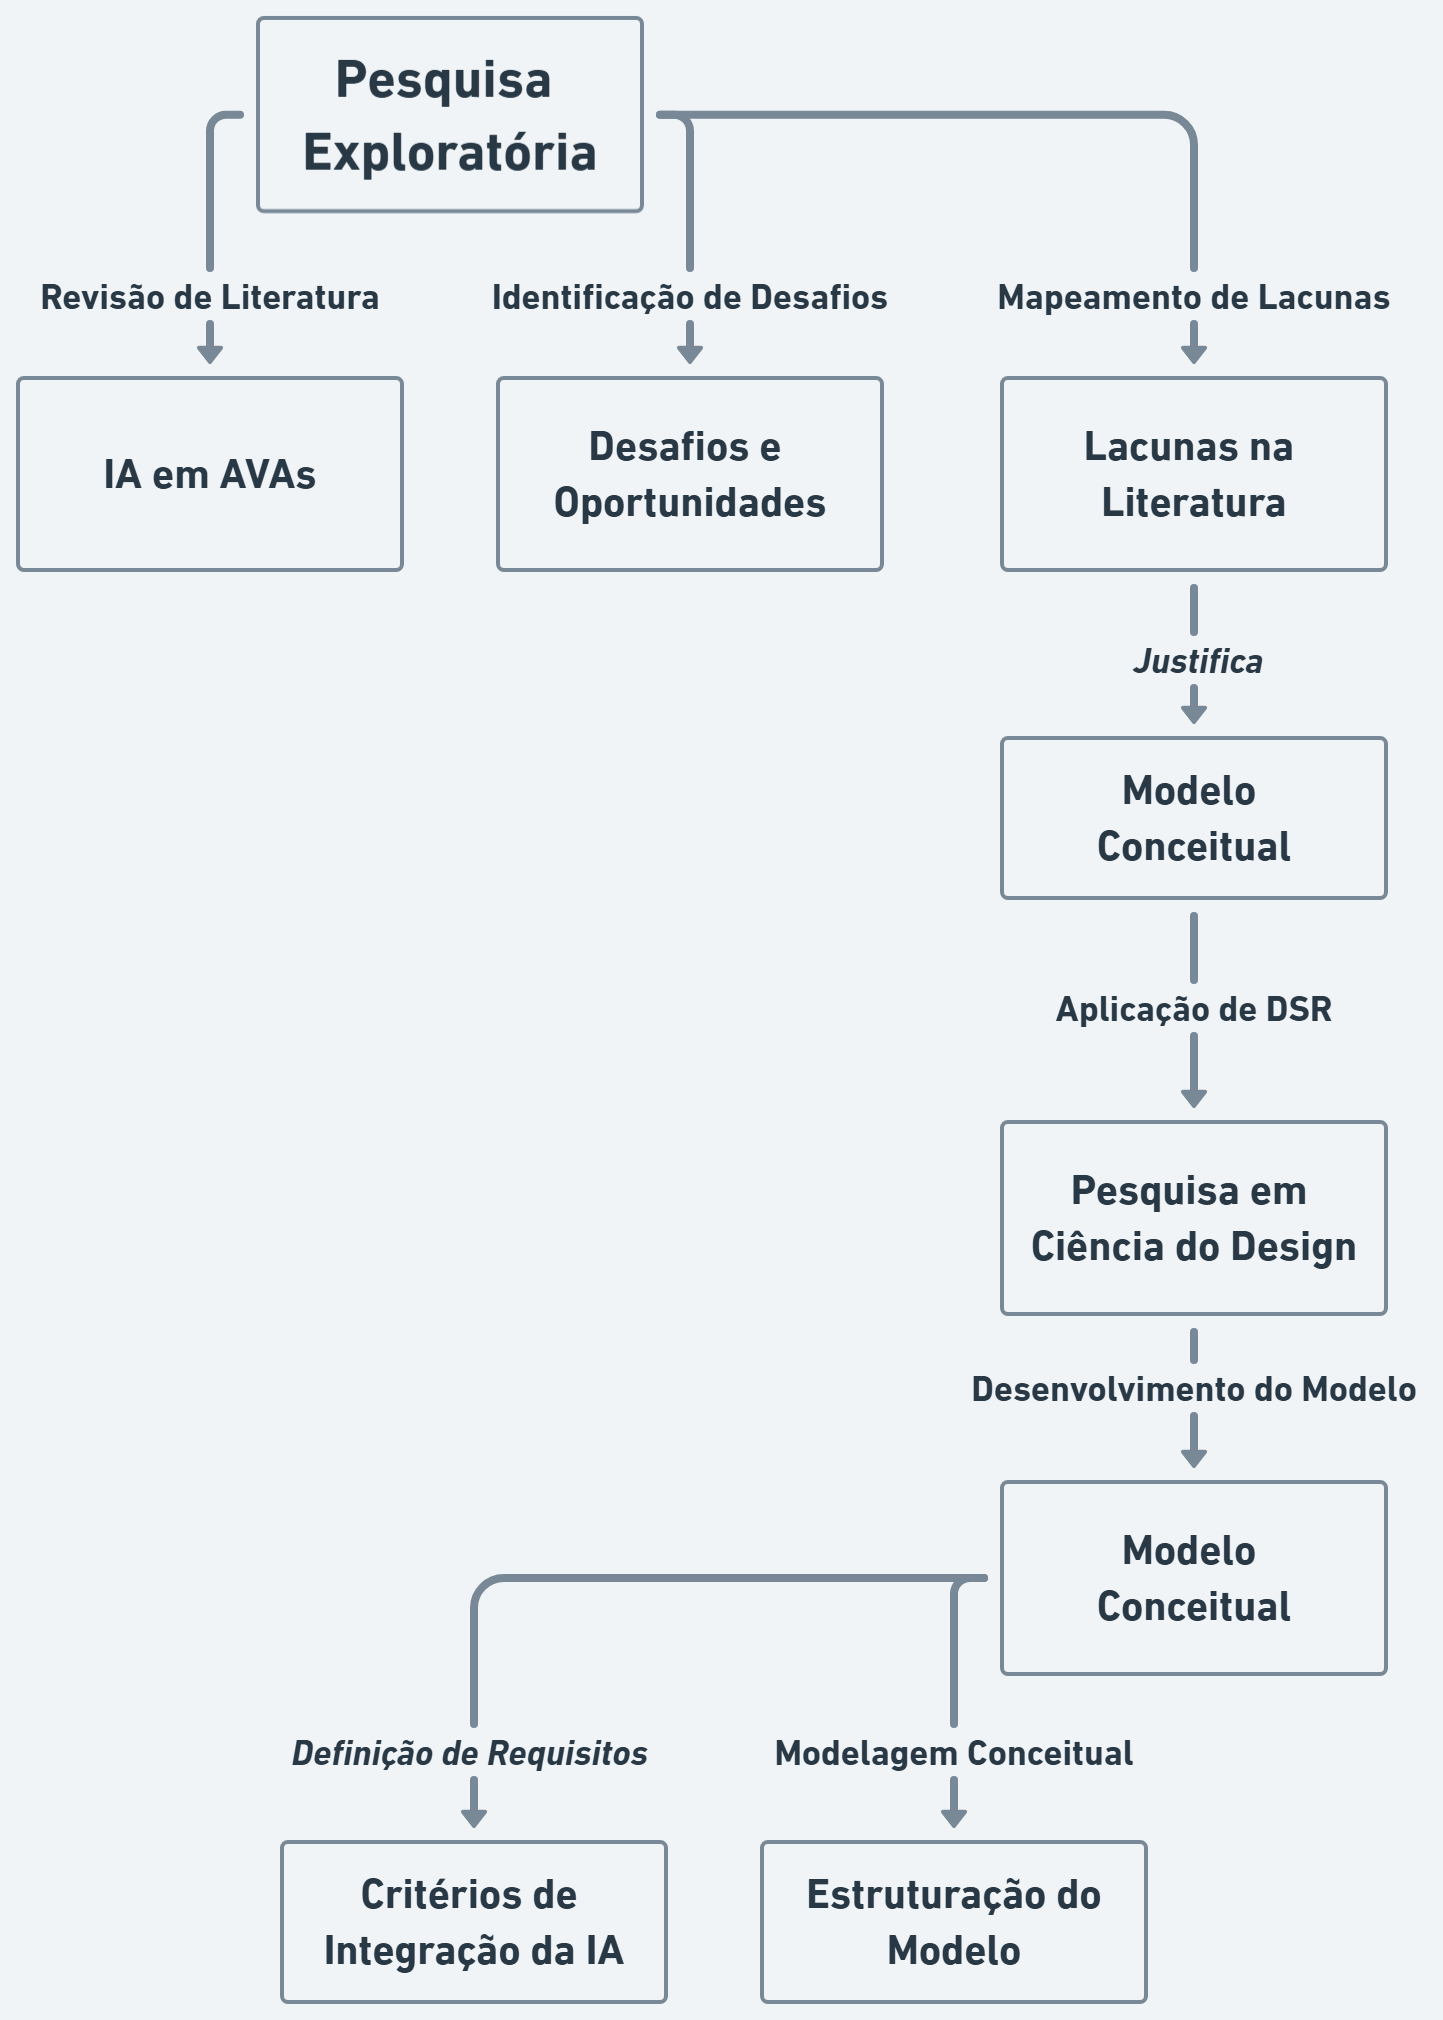 Pesquisa
Exploratória
Revisão de Literatura
Identificação de Desafios
Mapeamento de Lacunas
IA em AVAs
Desafios e
Oportunidades
Lacunas na
Literatura
Justifica
Modelo
Conceitual
Aplicação de DSR
Pesquisa em
Ciência do Design
Desenvolvimento do Modelo
Modelo
Conceitual
Definição de Requisitos
Modelagem Conceitual
Critérios de
Integração da IA
Estruturação do
Modelo